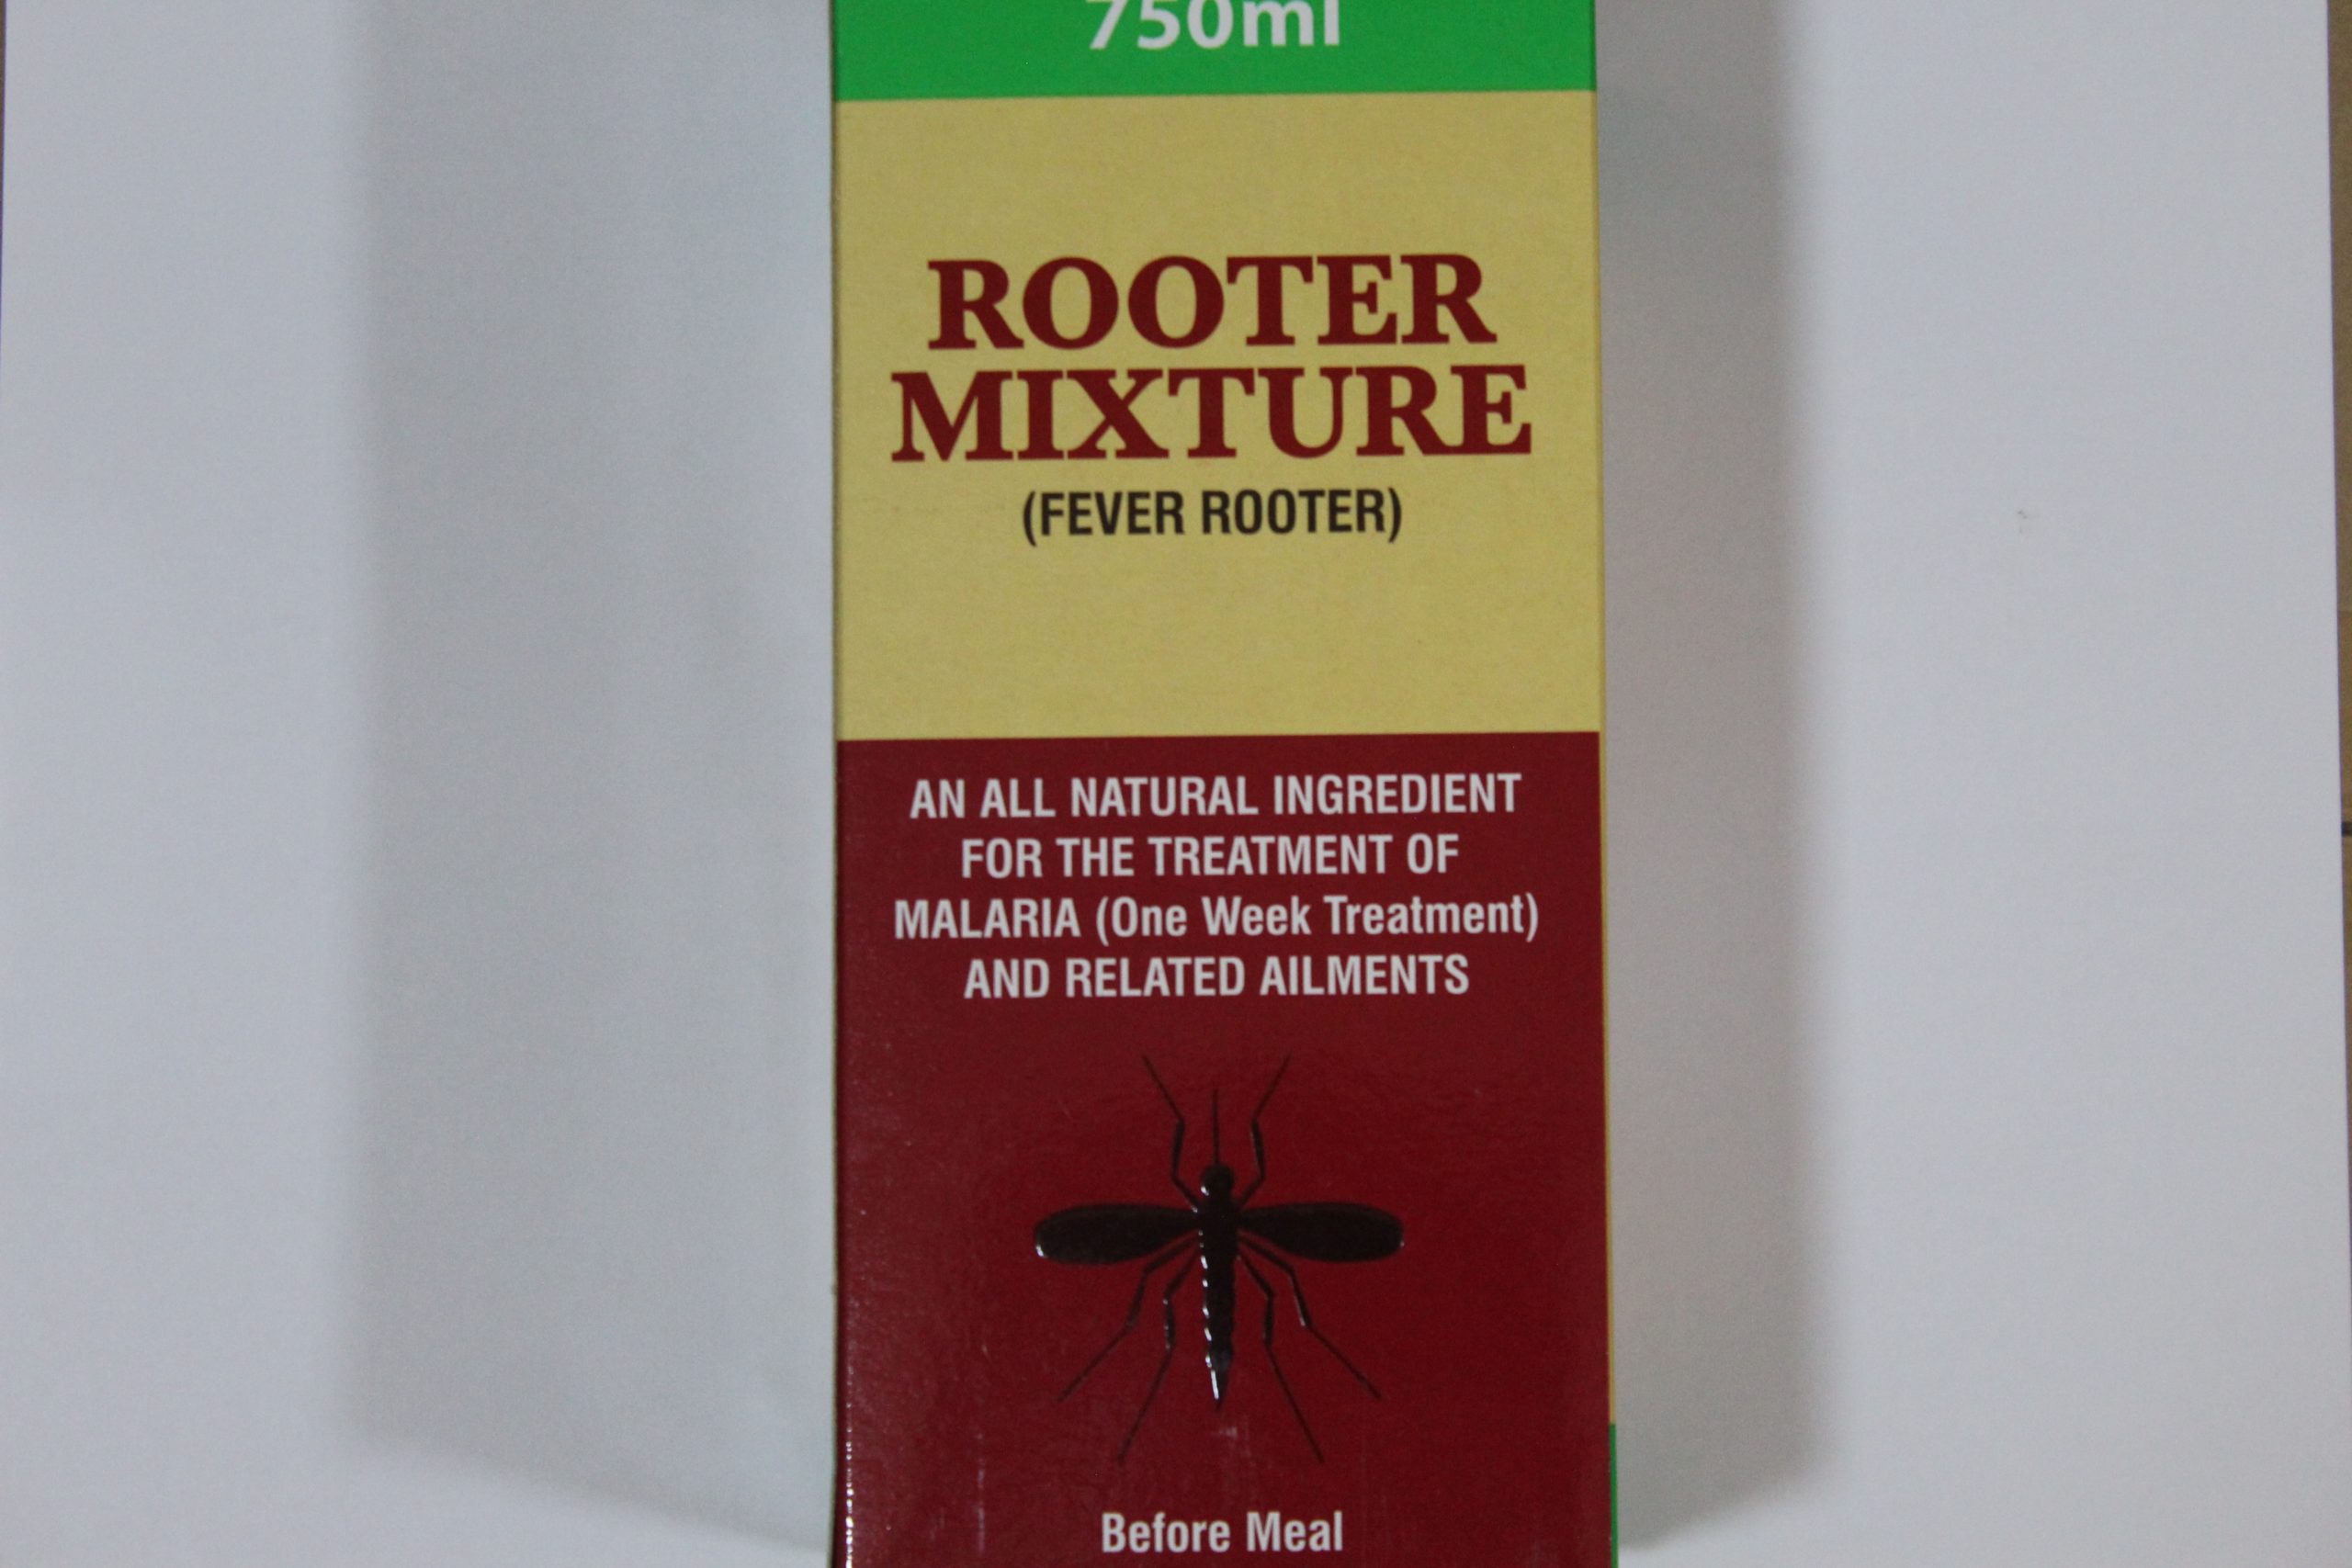 750ml
ROOTER
MIXTURE
(FEVER ROOTER)
AN ALL NATURAL INGREDIENT
FOR THE TREATMENT OF
MALARIA (One Week Treatment)
AND RELATED AILMENTS
Before Meal